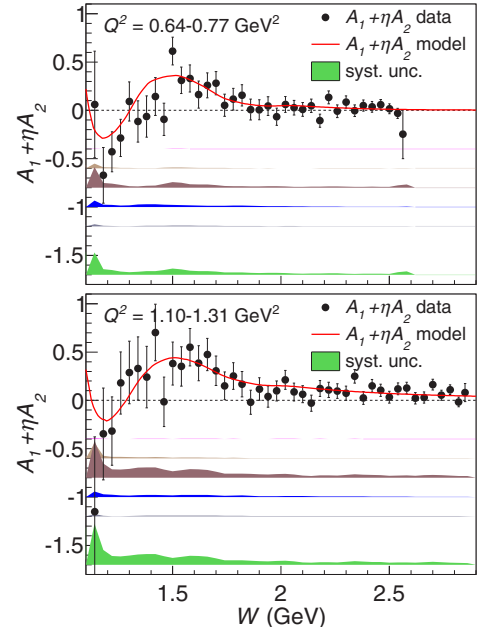 Q² = 0.64-0.77 GeV²
A₁+ηA₂ data
A₁+ηA₂ model
syst. unc.
A₁+ηA₂
1
0.5
0
-0.5
-1
-1.5
Q² = 1.10-1.31 GeV²
A₁+ηA₂ data
A₁+ηA₂ model
syst. unc.
A₁+ηA₂
1
0.5
0
-0.5
-1
-1.5
1.5 2 2.5
W (GeV)